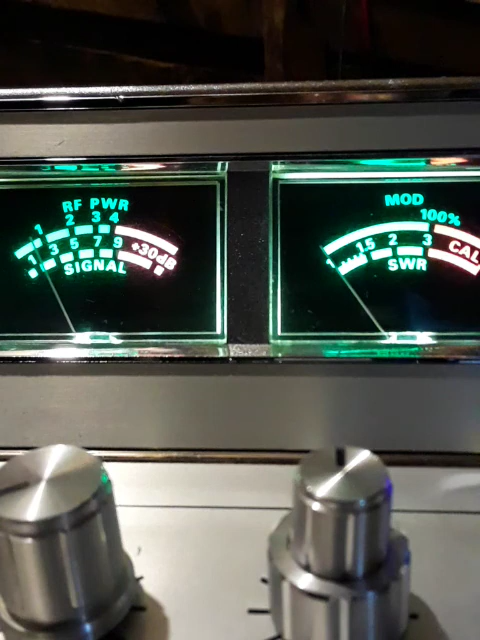 RF PWR
1 2 3 4
1 3 5 7 9 +30dB
SIGNAL
MOD
100%
1 1.5 2 3 CAL
SWR